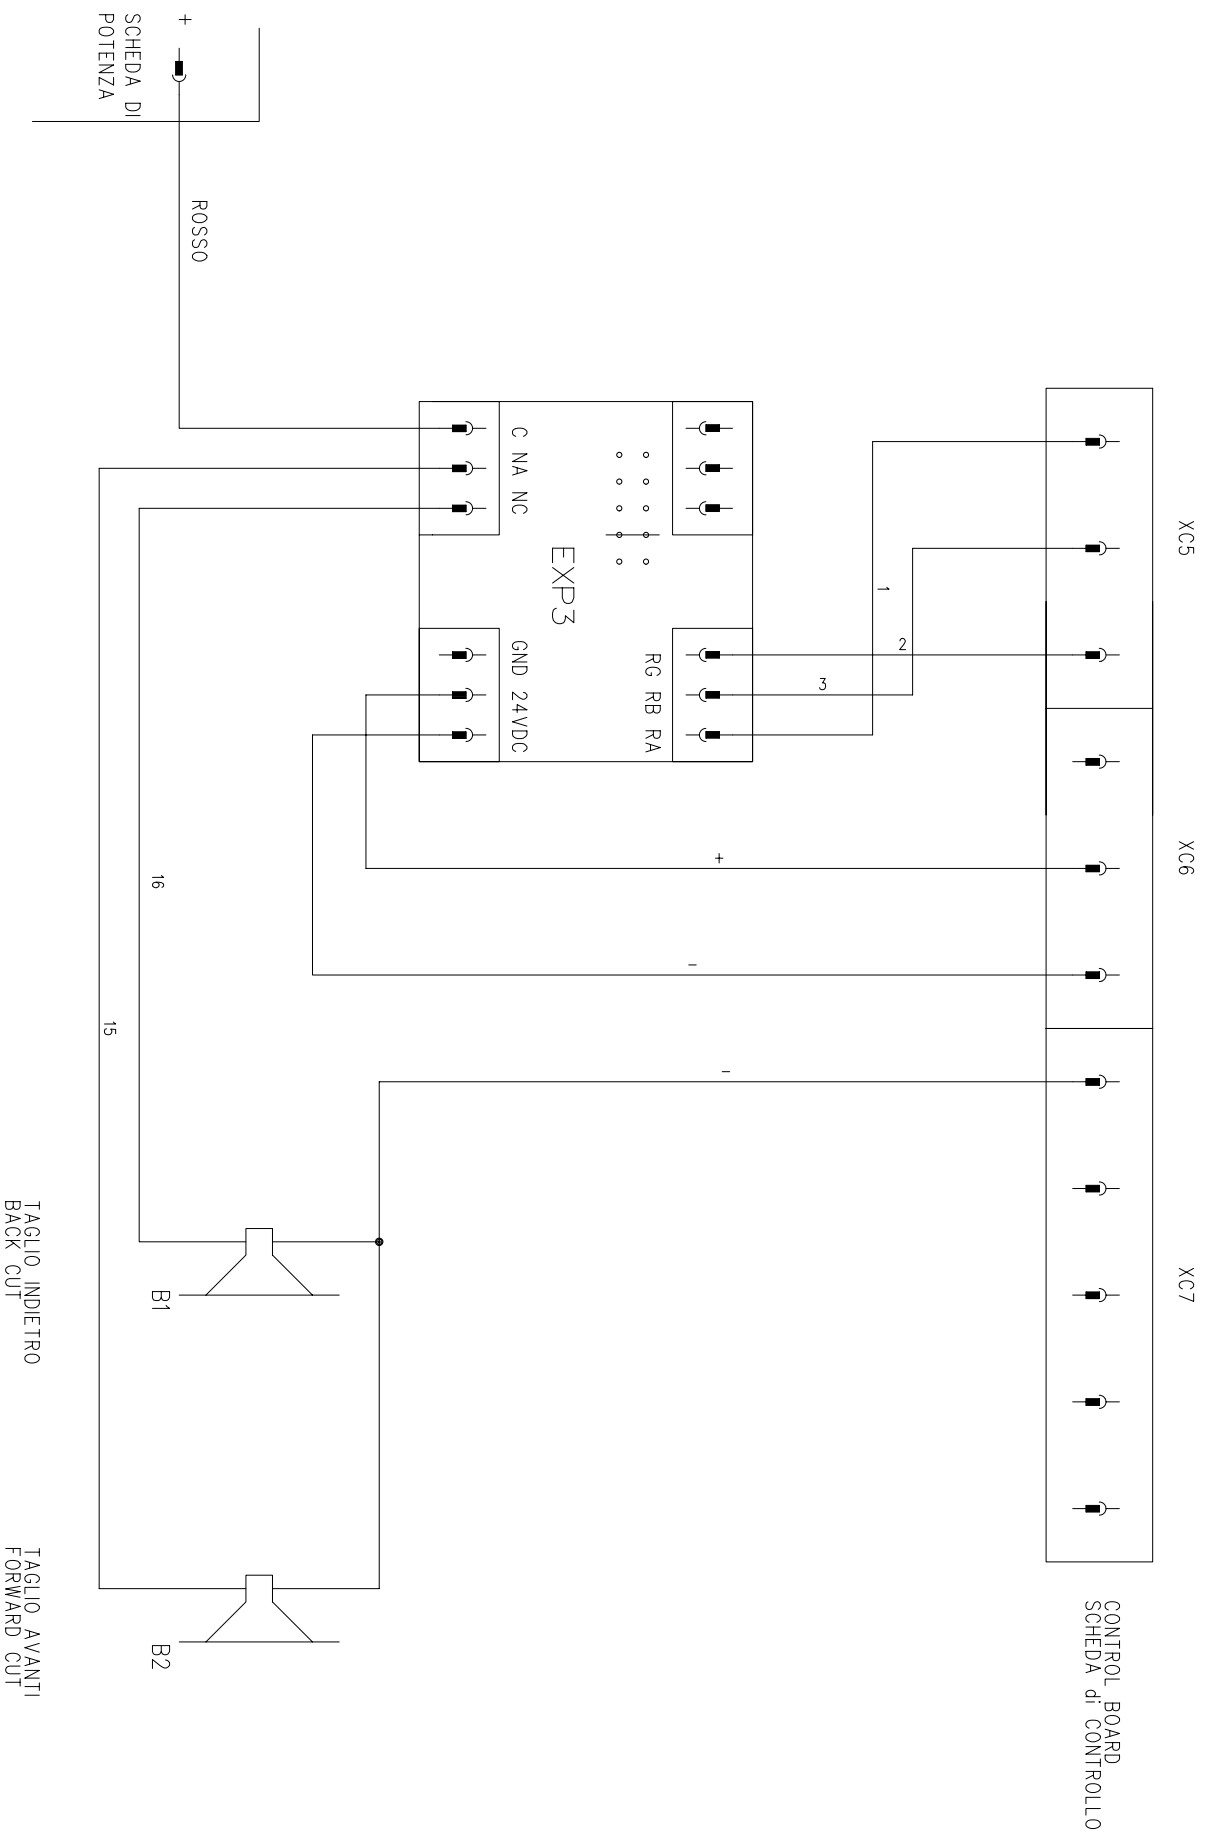 XC5
XC6
XC7
CONTROL BOARD
SCHEDA di CONTROLLO
1
2
3
RG RB RA
EXP3
C NA NC
GND 24VDC
+
-
-
+
SCHEDA DI
POTENZA
ROSSO
16
15
B1
B2
TAGLIO INDIETRO
BACK CUT
TAGLIO AVANTI
FORWARD CUT